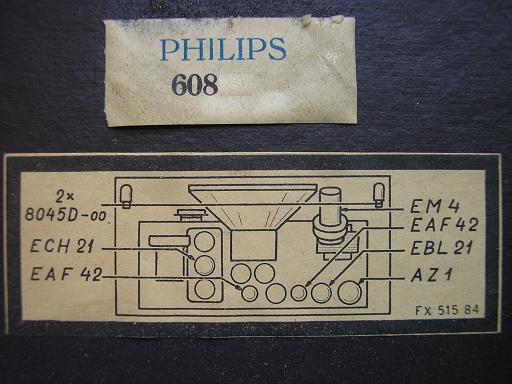 PHILIPS
608
2x
8045D-00
ECH 21
EAF 42
EM 4
EAF 42
EBL 21
AZ 1
FX 515 84